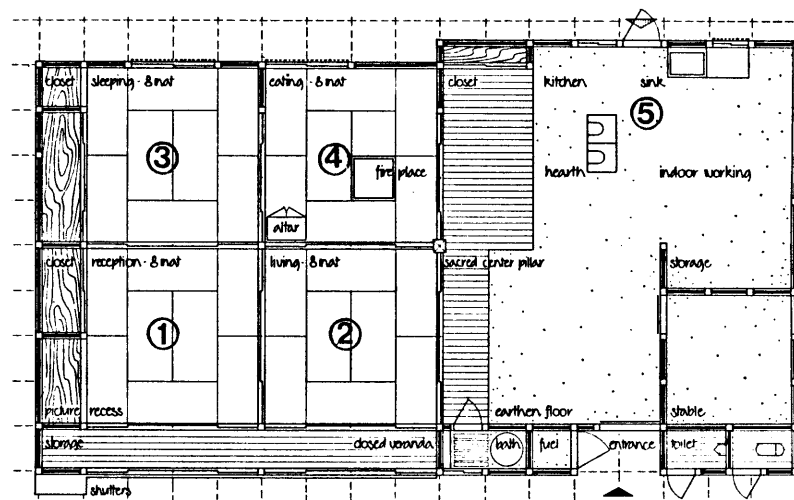 closet
sleeping - 8 mat
eating - 8 mat
closet
kitchen
sink
5
3
4
fire place
hearth
indoor working
altar
closet
reception - 8 mat
living - 8 mat
sacred center pillar
storage
1
2
picture recess
earthen floor
stable
storage
closed veranda
bath
fuel
entrance
toilet
shutters